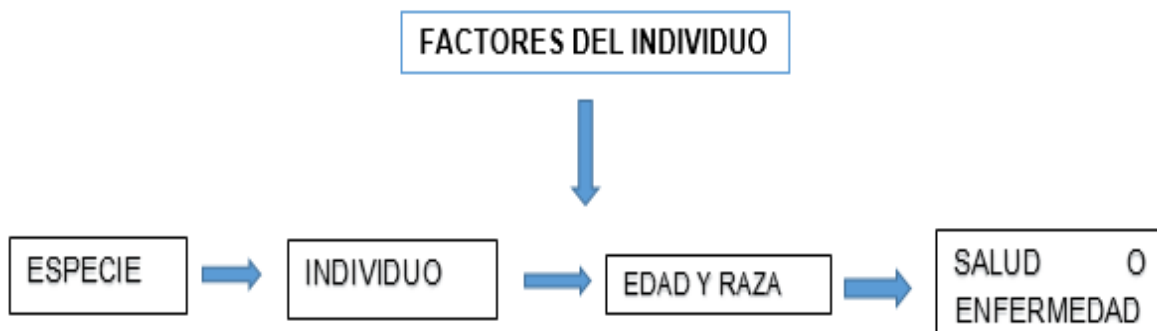 FACTORES DEL INDIVIDUO
ESPECIE
INDIVIDUO
EDAD Y RAZA
SALUD O
ENFERMEDAD